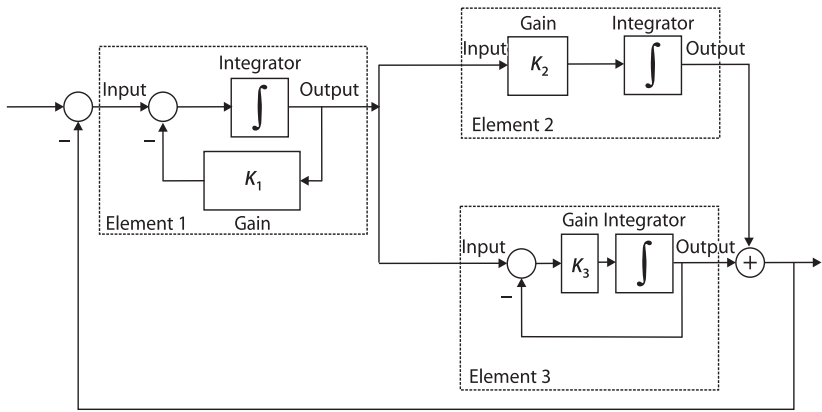 Gain Integrator
Input Output
K2
∫
Element 2
Integrator
Input Output
∫
–
–
K1
Element 1 Gain
Gain Integrator
Input Output
K3
∫
+
–
Element 3